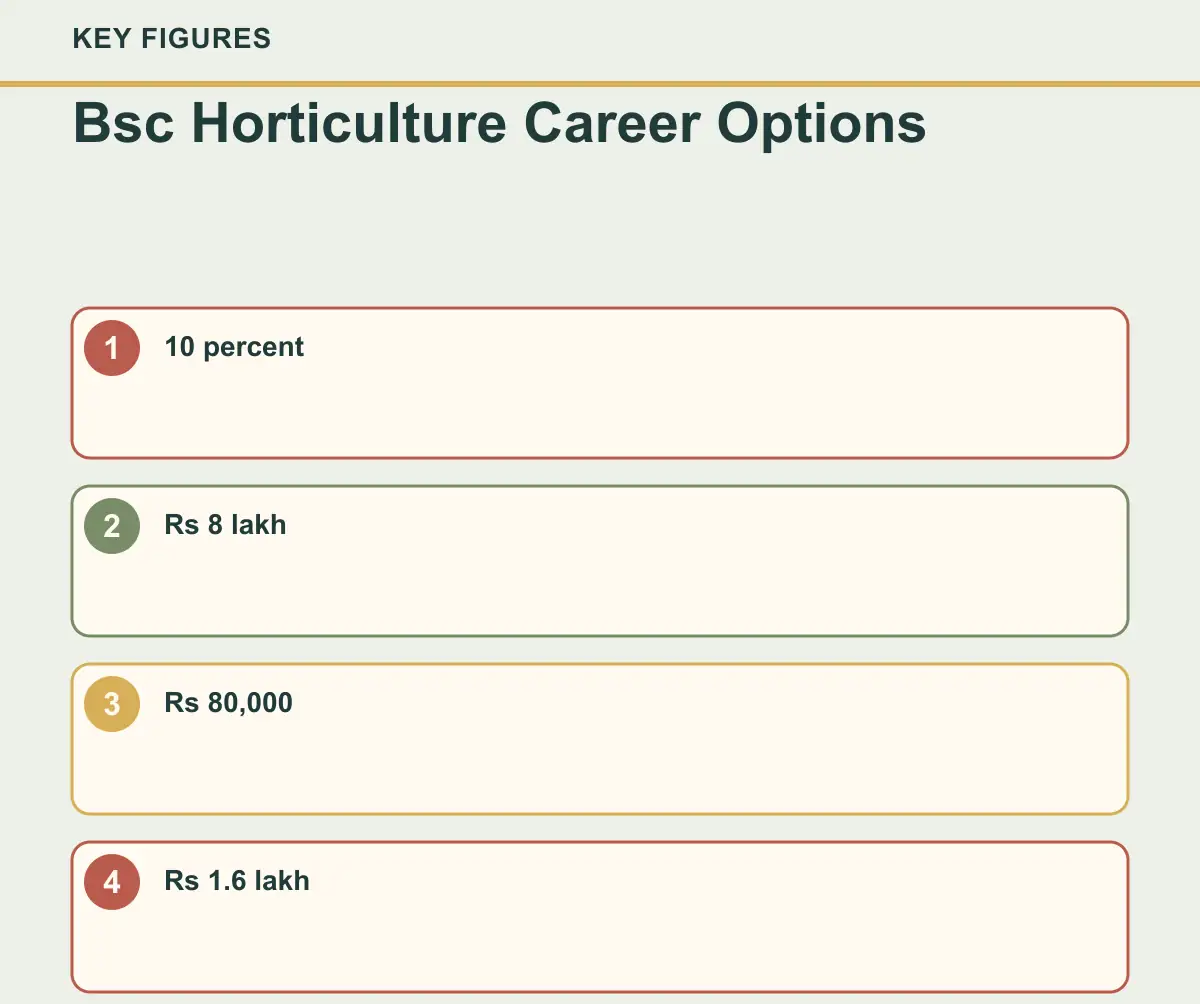 KEY FIGURES
Bsc Horticulture Career Options
1 10 percent
2 Rs 8 lakh
3 Rs 80,000
4 Rs 1.6 lakh